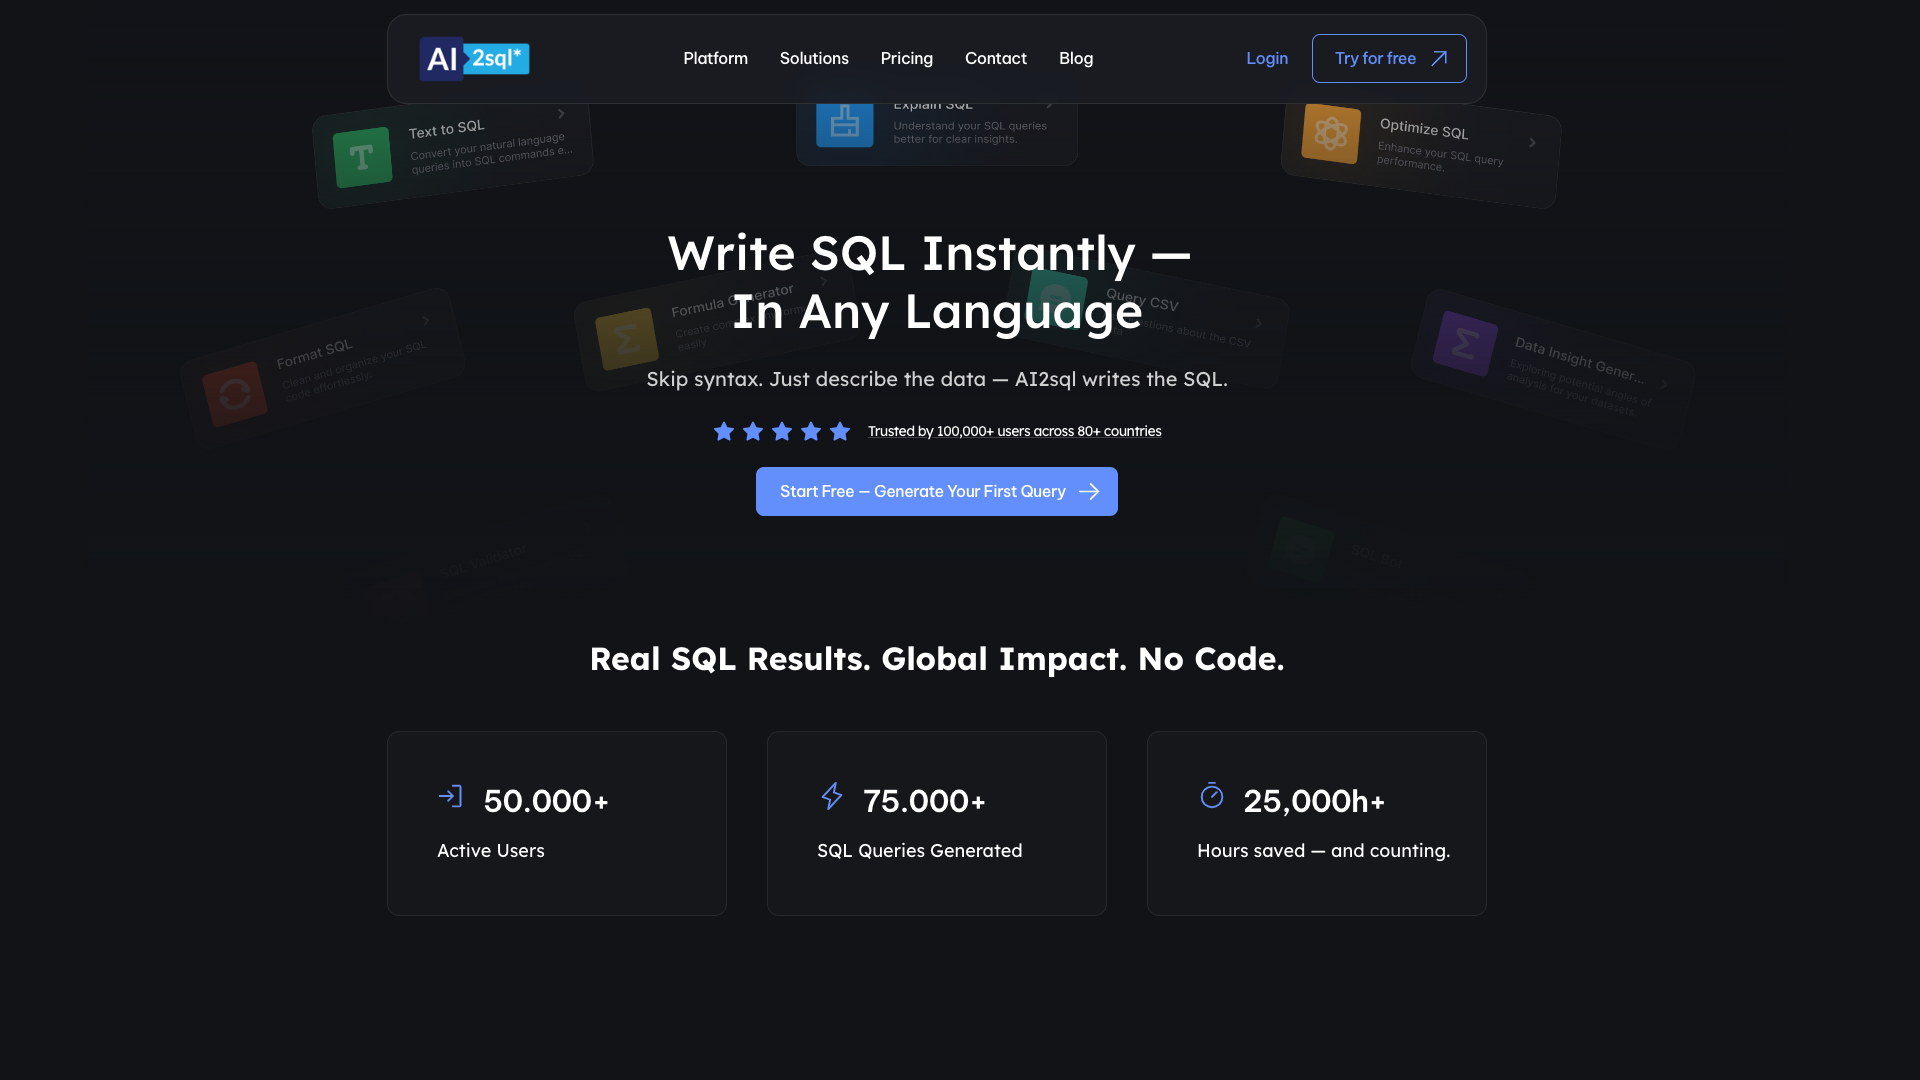 AI 2sql*
Platform
Solutions
Pricing
Contact
Blog
Login
Try for free
Text to SQL
Convert your natural language
queries into SQL commands e...
Explain SQL
Understand your SQL queries
better for clear insights.
Optimize SQL
Enhance your SQL query
performance.
Write SQL Instantly —
In Any Language
Format SQL
Clean and organize your SQL
code effortlessly.
Formula Generator
easily
Query CSV
about the CSV
Data Insight Gener...
Exploring potential angles of
analysis for your datasets
Skip syntax. Just describe the data — AI2sql writes the SQL.
Trusted by 100,000+ users across 80+ countries
Start Free — Generate Your First Query
Real SQL Results. Global Impact. No Code.
50.000+
Active Users
75.000+
SQL Queries Generated
25,000h+
Hours saved — and counting.